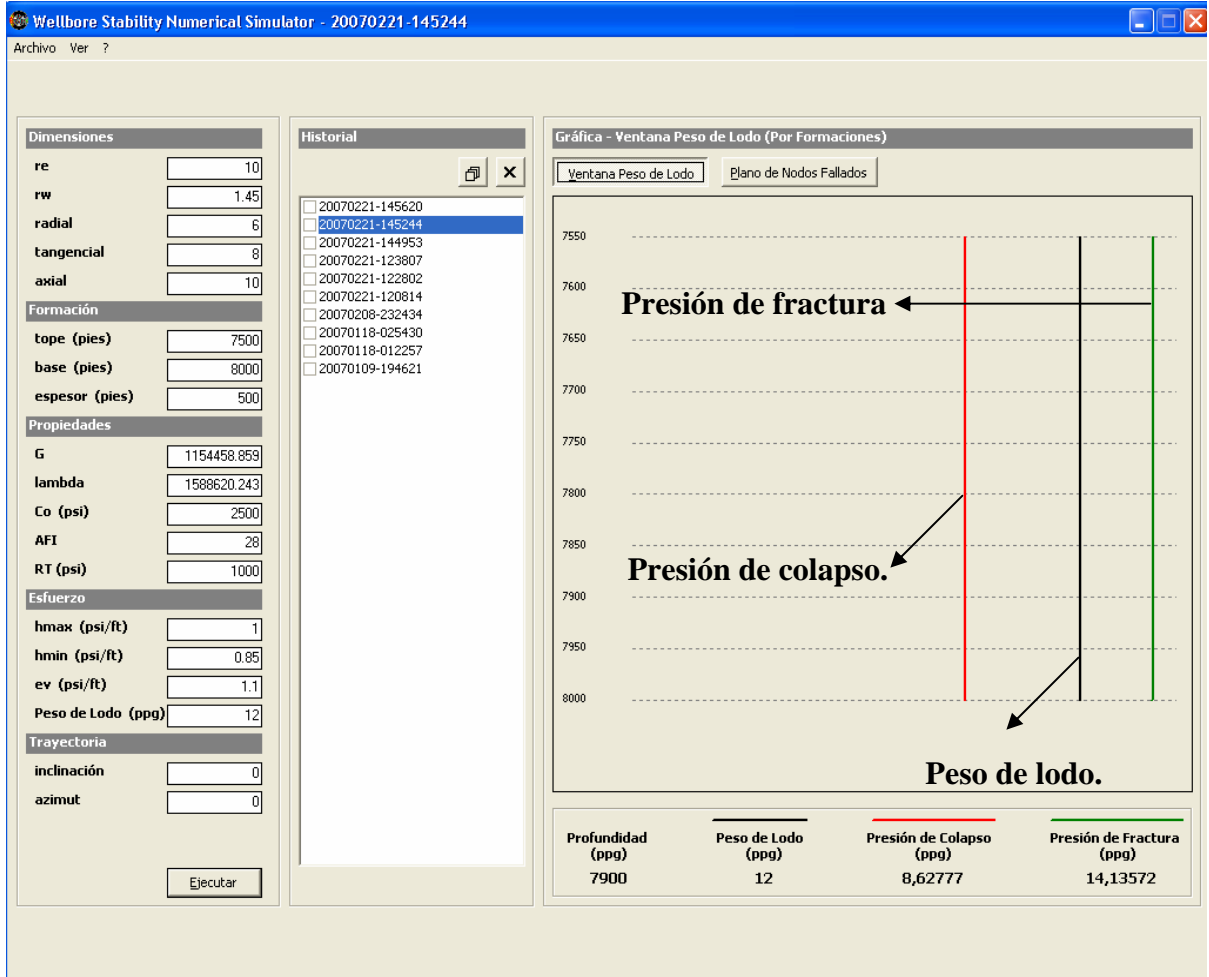 Wellbore Stability Numerical Simulator - 20070221-145244
Archivo Ver ?
Dimensiones
re 10
rw 1.45
radial 6
tangencial 8
axial 10
Formación
tope (pies) 7500
base (pies) 8000
espesor (pies) 500
Propiedades
G 1154458.859
lambda 1588620.243
Co (psi) 2500
AFI 28
RT (psi) 1000
Esfuerzo
hmax (psi/ft) 1
hmin (psi/ft) 0.85
ev (psi/ft) 1.1
Peso de Lodo (ppg) 12
Trayectoria
inclinación 0
azimut 0
Ejecutar
Historial
20070221-145620
20070221-145244
20070221-144953
20070221-123807
20070221-122802
20070221-120814
20070208-232434
20070118-025430
20070118-012257
20070109-194621
Gráfica - Ventana Peso de Lodo (Por Formaciones)
Ventana Peso de Lodo
Plano de Nodos Fallados
7550
7600
Presión de fractura
7650
7700
7750
7800
7850
Presión de colapso.
7900
7950
8000
Peso de lodo.
Profundidad (ppg)
7900
Peso de Lodo (ppg)
12
Presión de Colapso (ppg)
8,62777
Presión de Fractura (ppg)
14,13572